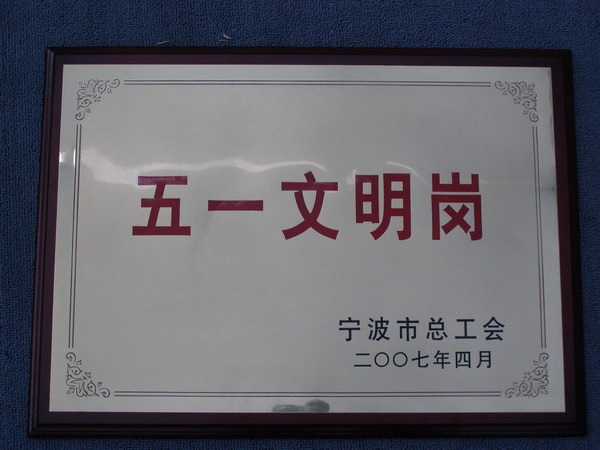 五一文明岗
宁波市总工会
二〇〇七年四月